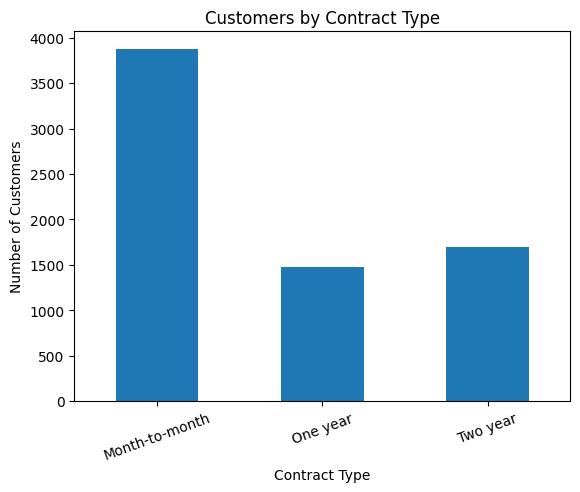 Customers by Contract Type
Number of Customers
4000
3500
3000
2500
2000
1500
1000
500
0
Month-to-month
One year
Two year
Contract Type